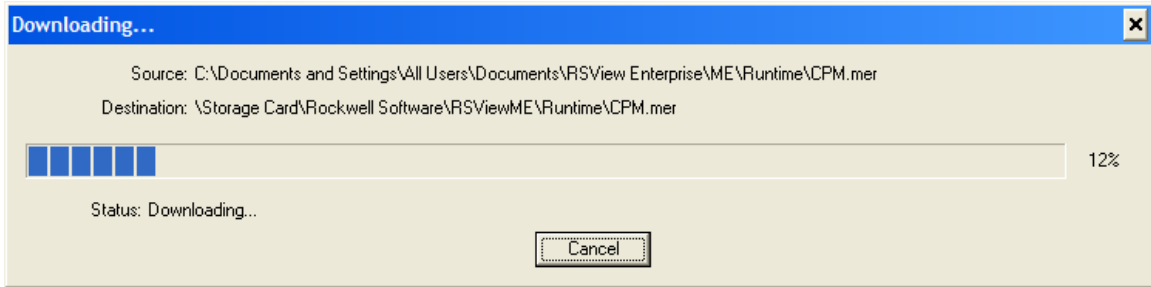 Downloading...
Source: C:\Documents and Settings\All Users\Documents\RSView Enterprise\ME\Runtime\CPM.mer
Destination: \Storage Card\Rockwell Software\RSViewME\Runtime\CPM.mer
12%
Status: Downloading...
Cancel